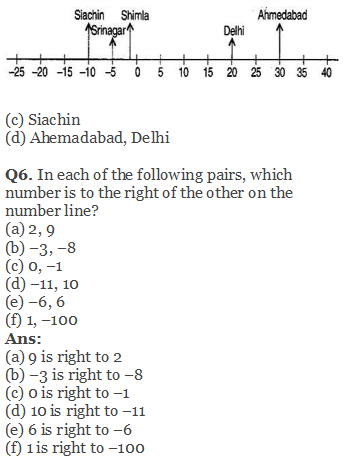 Siachin Shimla Ahmedabad
Srinagar Delhi
-25 -20 -15 -10 -5 0 5 10 15 20 25 30 35 40
(c) Siachin
(d) Ahemadabad, Delhi
Q6. In each of the following pairs, which
number is to the right of the other on the
number line?
(a) 2, 9
(b) –3, –8
(c) 0, –1
(d) –11, 10
(e) –6, 6
(f) 1, –100
Ans:
(a) 9 is right to 2
(b) –3 is right to –8
(c) 0 is right to –1
(d) 10 is right to –11
(e) 6 is right to –6
(f) 1 is right to –100